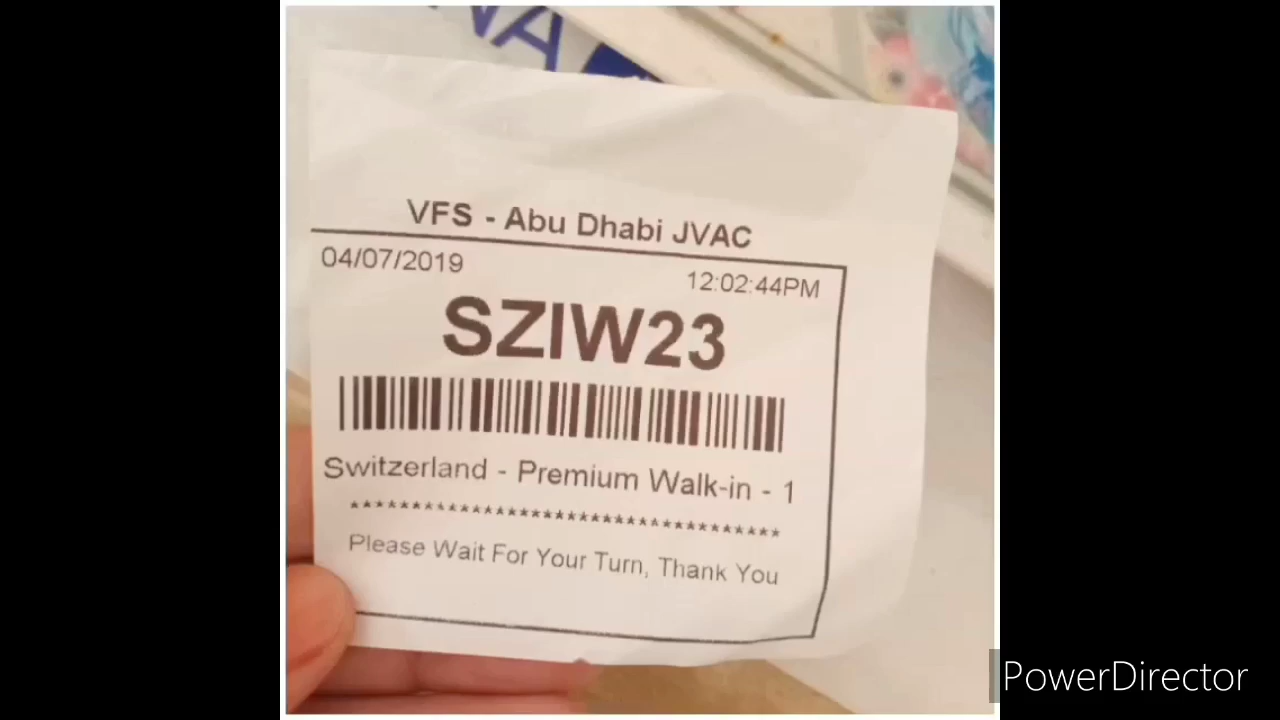 NA
VFS - Abu Dhabi JVAC
04/07/2019
12:02:44PM
SZIW23
Switzerland - Premium Walk-in - 1
************************************
Please Wait For Your Turn, Thank You
PowerDirector